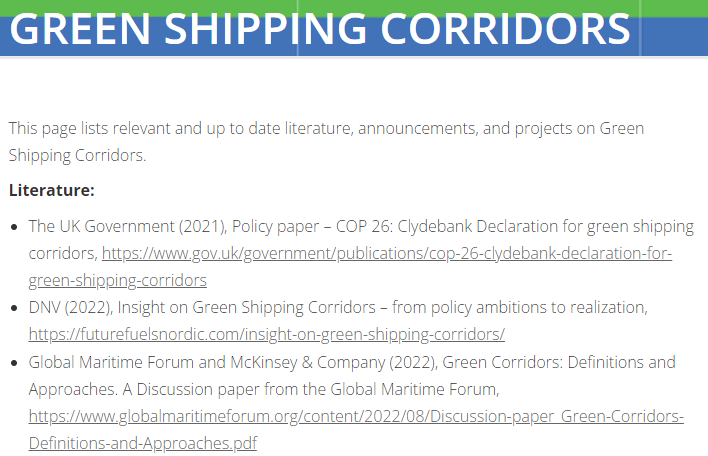 GREEN SHIPPING CORRIDORS
This page lists relevant and up to date literature, announcements, and projects on Green
Shipping Corridors.
Literature:
• The UK Government (2021), Policy paper – COP 26: Clydebank Declaration for green shipping
corridors, https://www.gov.uk/government/publications/cop-26-clydebank-declaration-for-
green-shipping-corridors
• DNV (2022), Insight on Green Shipping Corridors – from policy ambitions to realization,
https://futurefuelsnordic.com/insight-on-green-shipping-corridors/
• Global Maritime Forum and McKinsey & Company (2022), Green Corridors: Definitions and
Approaches. A Discussion paper from the Global Maritime Forum,
https://www.globalmaritimeforum.org/content/2022/08/Discussion-paper_Green-Corridors-
Definitions-and-Approaches.pdf